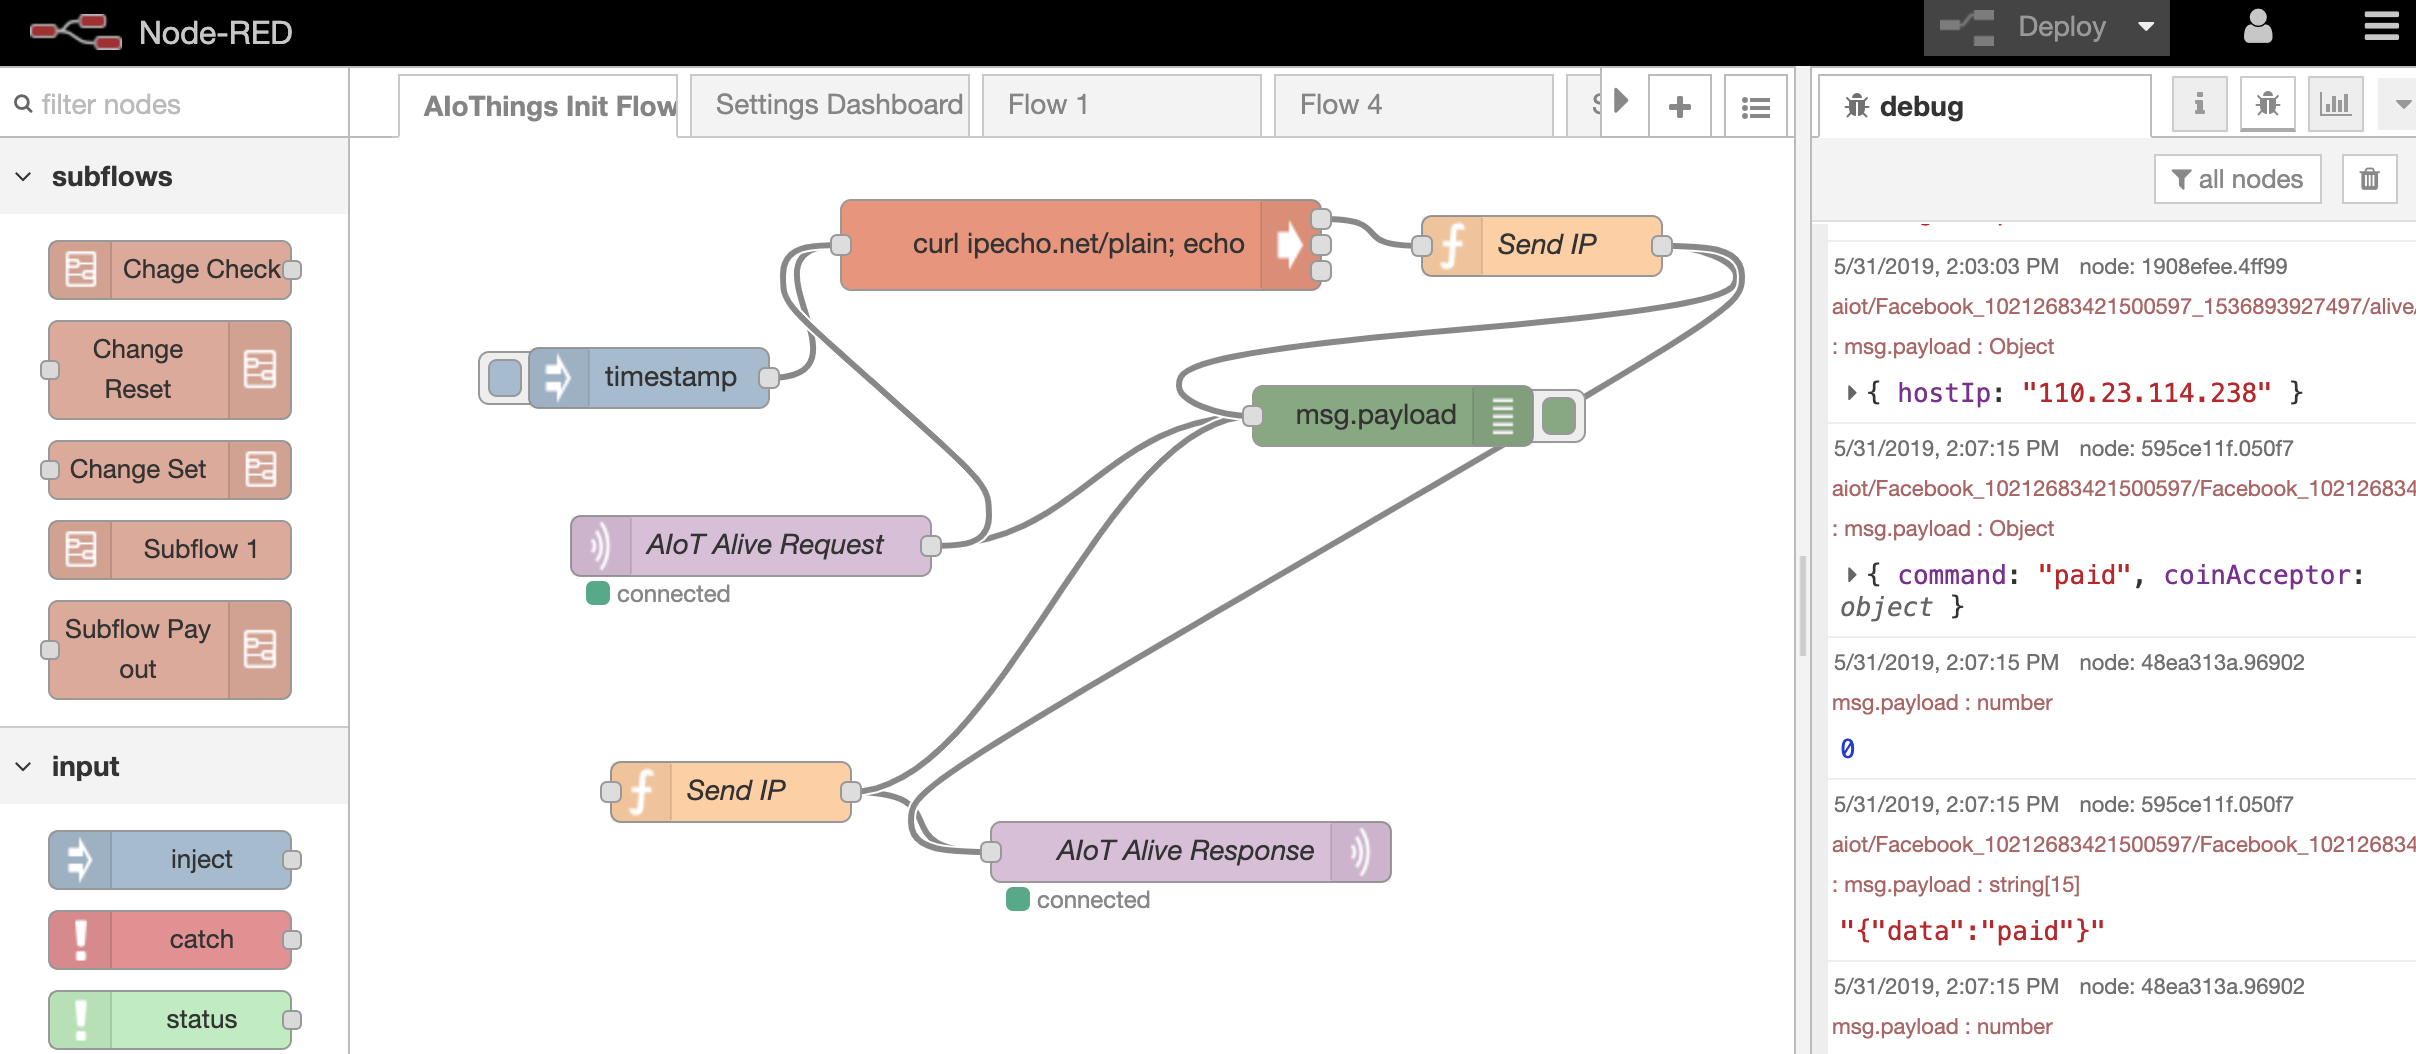 Node-RED
Deploy
filter nodes
subflows
Chage Check
Change
Reset
Change Set
Subflow 1
Subflow Pay
out
input
inject
catch
status
AIoThings Init Flow
Settings Dashboard
Flow 1
Flow 4
curl ipecho.net/plain; echo
Send IP
timestamp
msg.payload
AIoT Alive Request
connected
Send IP
AIoT Alive Response
connected
debug
all nodes
5/31/2019, 2:03:03 PM node: 1908efee.4ff99
aiot/Facebook_10212683421500597_1536893927497/alive/
: msg.payload : Object
{ hostIp: "110.23.114.238" }
5/31/2019, 2:07:15 PM node: 595ce11f.050f7
aiot/Facebook_10212683421500597/Facebook_102126834
: msg.payload : Object
{ command: "paid", coinAcceptor:
object }
5/31/2019, 2:07:15 PM node: 48ea313a.96902
msg.payload : number
0
5/31/2019, 2:07:15 PM node: 595ce11f.050f7
aiot/Facebook_10212683421500597/Facebook_102126834
: msg.payload : string[15]
"{"data":"paid"}"
5/31/2019, 2:07:15 PM node: 48ea313a.96902
msg.payload : number